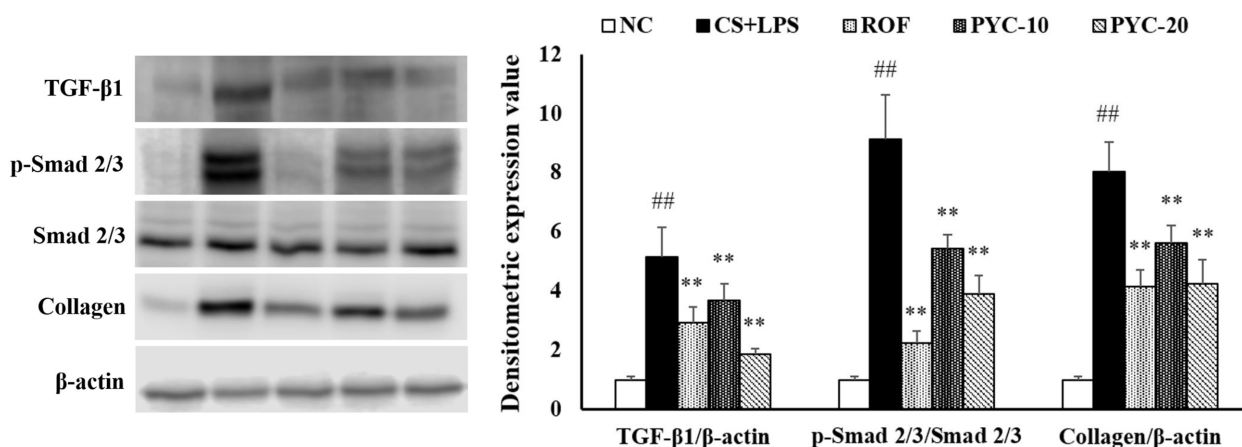 TGF-β1
p-Smad 2/3
Smad 2/3
Collagen
β-actin
NC CS+LPS ROF PYC-10 PYC-20
Densitometric expression value
12
10
8
6
4
2
0
## ** ** **
## ** ** **
## ** ** **
TGF-β1/β-actin p-Smad 2/3/Smad 2/3 Collagen/β-actin